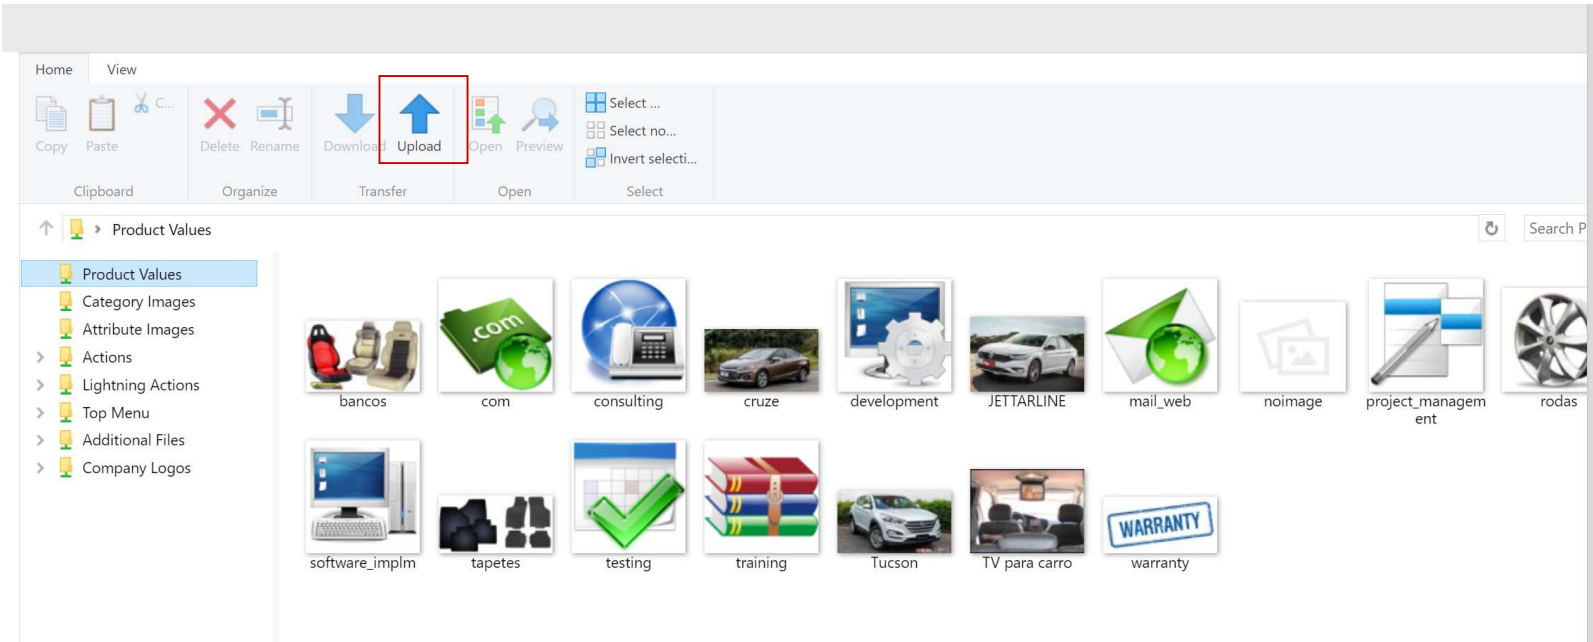 Home View
C...
Copy Paste
Delete Rename
Download Upload
Open Preview
Select ...
Select no...
Invert selecti...
Clipboard Organize Transfer Open Select
Product Values
Search P
Product Values
Category Images
Attribute Images
Actions
Lightning Actions
Top Menu
Additional Files
Company Logos
.com
bancos com consulting cruze development JETTARLINE mail_web noimage project_managem
ent
rodas
WARRANTY
software_implm tapetes testing training Tucson TV para carro warranty